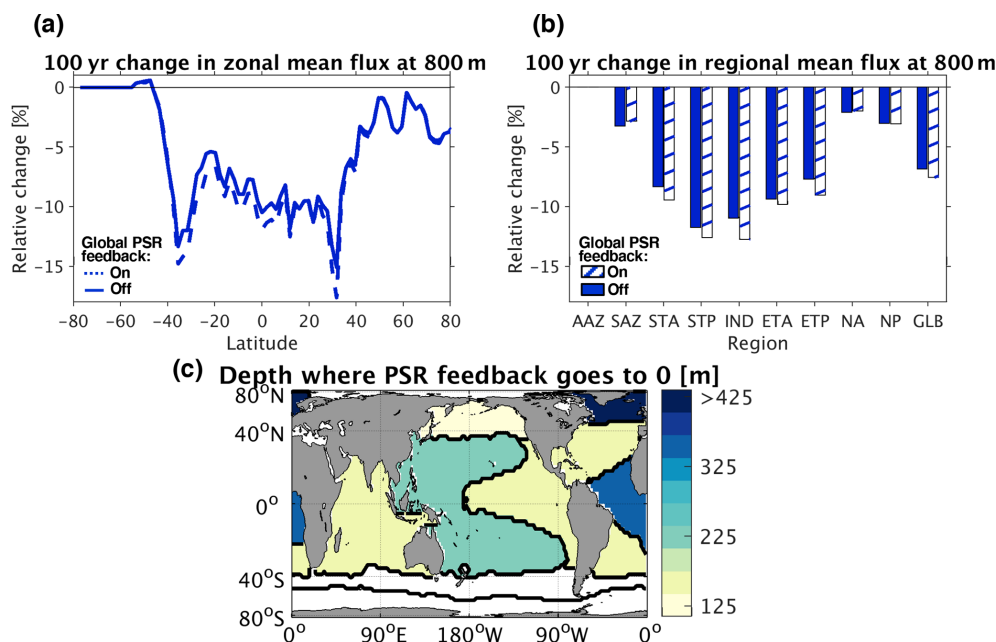 (a)
100 yr change in zonal mean flux at 800 m
Relative change [%]
0
-5
-10
-15
Global PSR
feedback:
On
Off
-80 -60 -40 -20 0 20 40 60 80
Latitude
(b)
100 yr change in regional mean flux at 800 m
Relative change [%]
0
-5
-10
-15
Global PSR
feedback:
On
Off
AAZ SAZ STA STP IND ETA ETP NA NP GLB
Region
(c) Depth where PSR feedback goes to 0 [m]
80°N
40°N
0°
40°S
80°S
0° 90°E 180°W 90°W 0°
>425
325
225
125